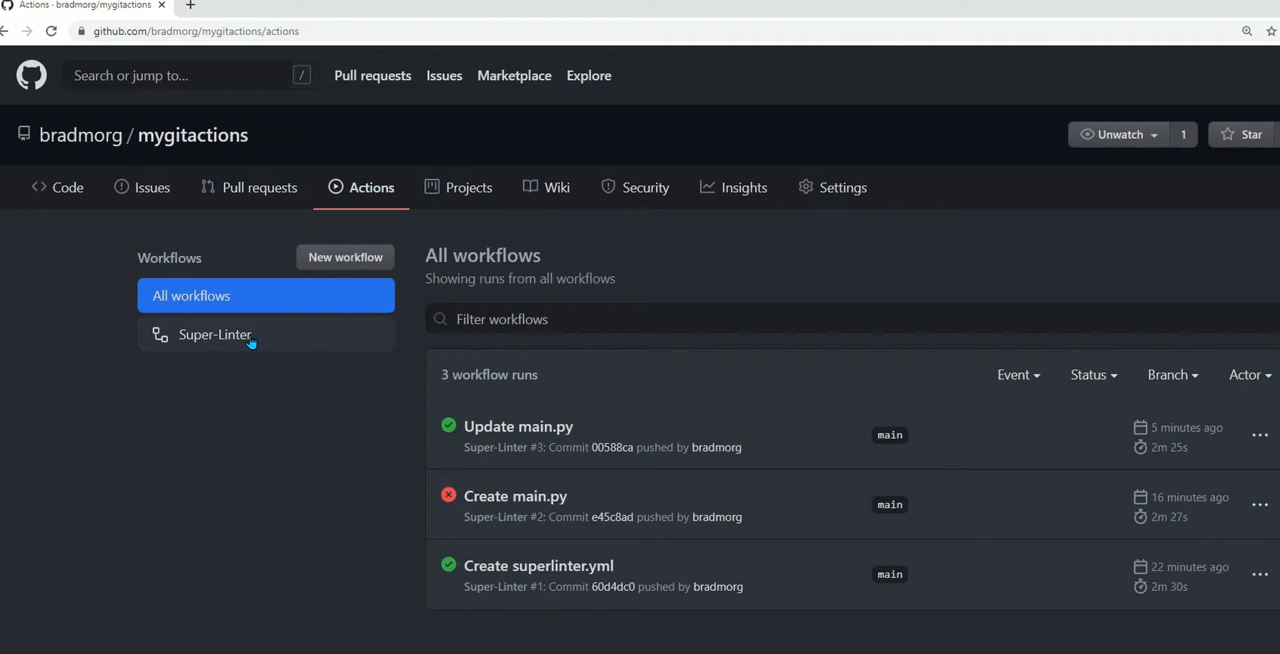 Actions · bradmorg/mygitactions
github.com/bradmorg/mygitactions/actions
Search or jump to... / Pull requests Issues Marketplace Explore
bradmorg / mygitactions Unwatch 1 Star
Code Issues Pull requests Actions Projects Wiki Security Insights Settings
Workflows New workflow
All workflows
Super-Linter
All workflows
Showing runs from all workflows
Filter workflows
3 workflow runs Event Status Branch Actor
Update main.py main 5 minutes ago
Super-Linter #3: Commit 00588ca pushed by bradmorg 2m 25s
Create main.py main 16 minutes ago
Super-Linter #2: Commit e45c8ad pushed by bradmorg 2m 27s
Create superlinter.yml main 22 minutes ago
Super-Linter #1: Commit 60d4dc0 pushed by bradmorg 2m 30s